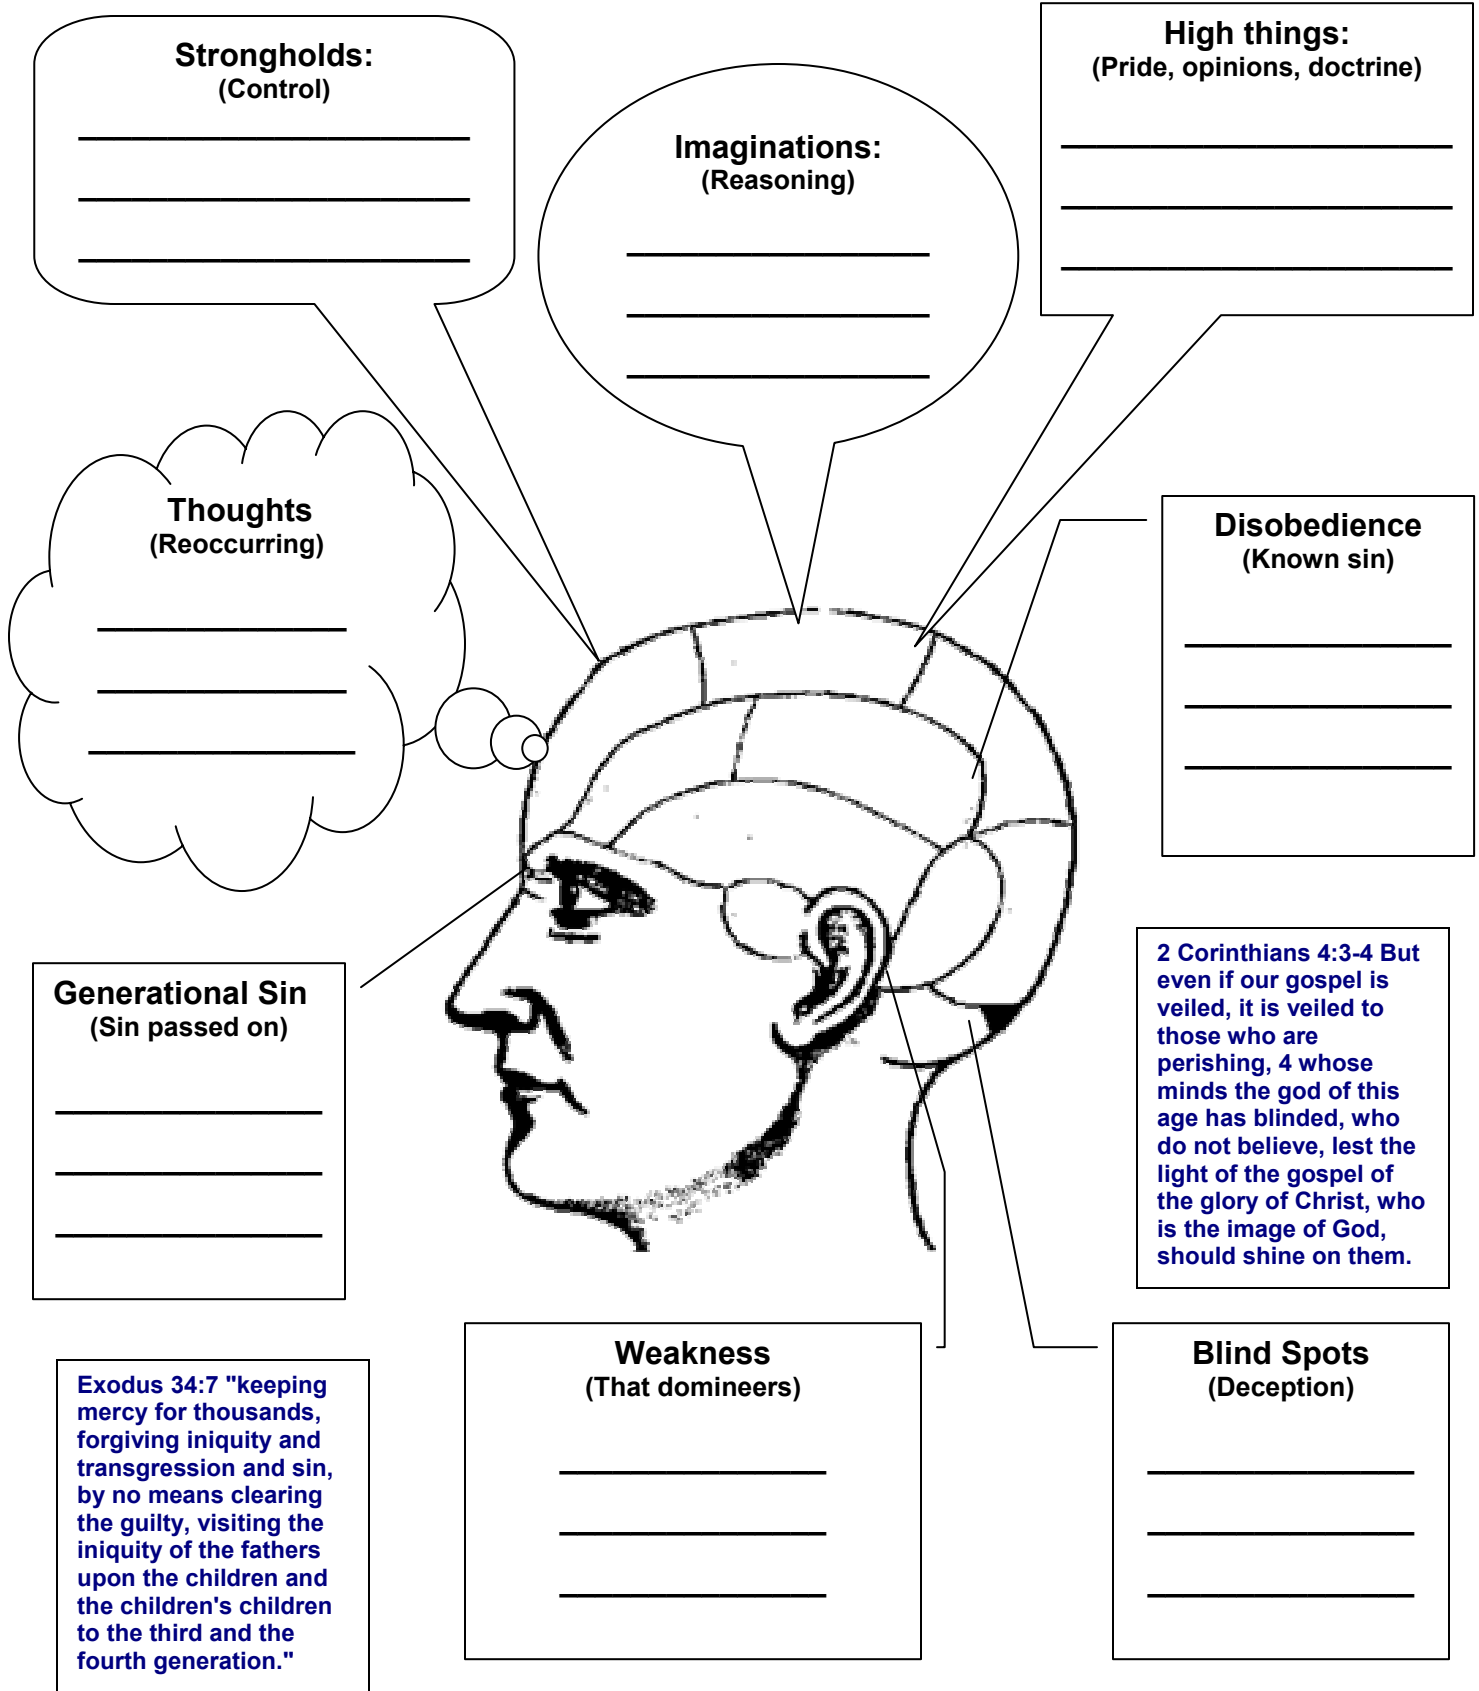 Strongholds:
(Control)
Imaginations:
(Reasoning)
High things:
(Pride, opinions, doctrine)
Thoughts
(Reoccurring)
Disobedience
(Known sin)
Generational Sin
(Sin passed on)
2 Corinthians 4:3-4 But
even if our gospel is
veiled, it is veiled to
those who are
perishing, 4 whose
minds the god of this
age has blinded, who
do not believe, lest the
light of the gospel of
the glory of Christ, who
is the image of God,
should shine on them.
Exodus 34:7 "keeping
mercy for thousands,
forgiving iniquity and
transgression and sin,
by no means clearing
the guilty, visiting the
iniquity of the fathers
upon the children and
the children's children
to the third and the
fourth generation."
Weakness
(That domineers)
Blind Spots
(Deception)